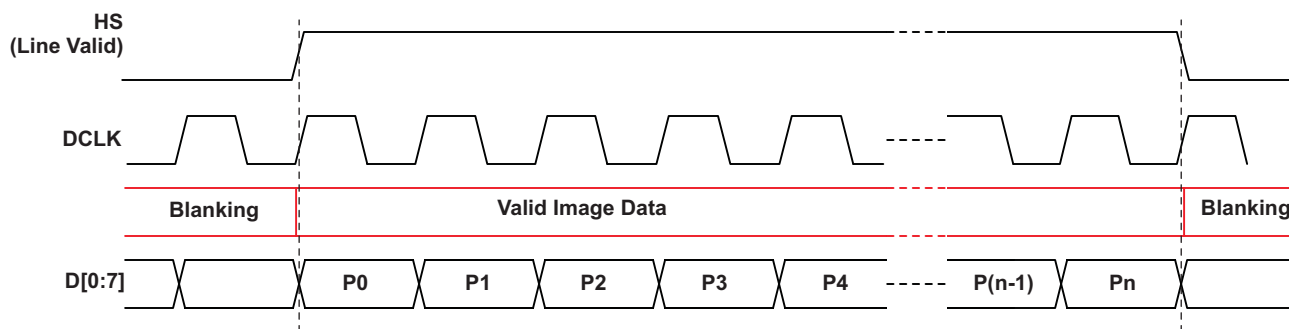 HS
(Line Valid)
DCLK
Blanking
Valid Image Data
Blanking
D[0:7]
P0
P1
P2
P3
P4
P(n-1)
Pn